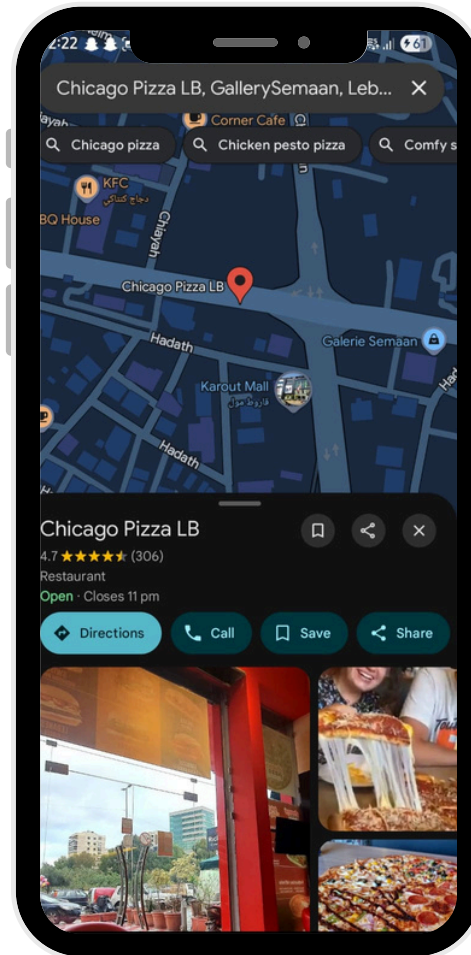 2:22
61
Chicago Pizza LB, GallerySemaan, Leb...
Corner Cafe
Chicago pizza
Chicken pesto pizza
Comfy s
KFC
دجاج كنتاكي
BQ House
Chiayah
Chicago Pizza LB
Hadath
Galerie Semaan
Karout Mall
قاروط مول
Had
Hadath
Chicago Pizza LB
4.7 ★★★★★ (306)
Restaurant
Open · Closes 11 pm
Directions
Call
Save
Share